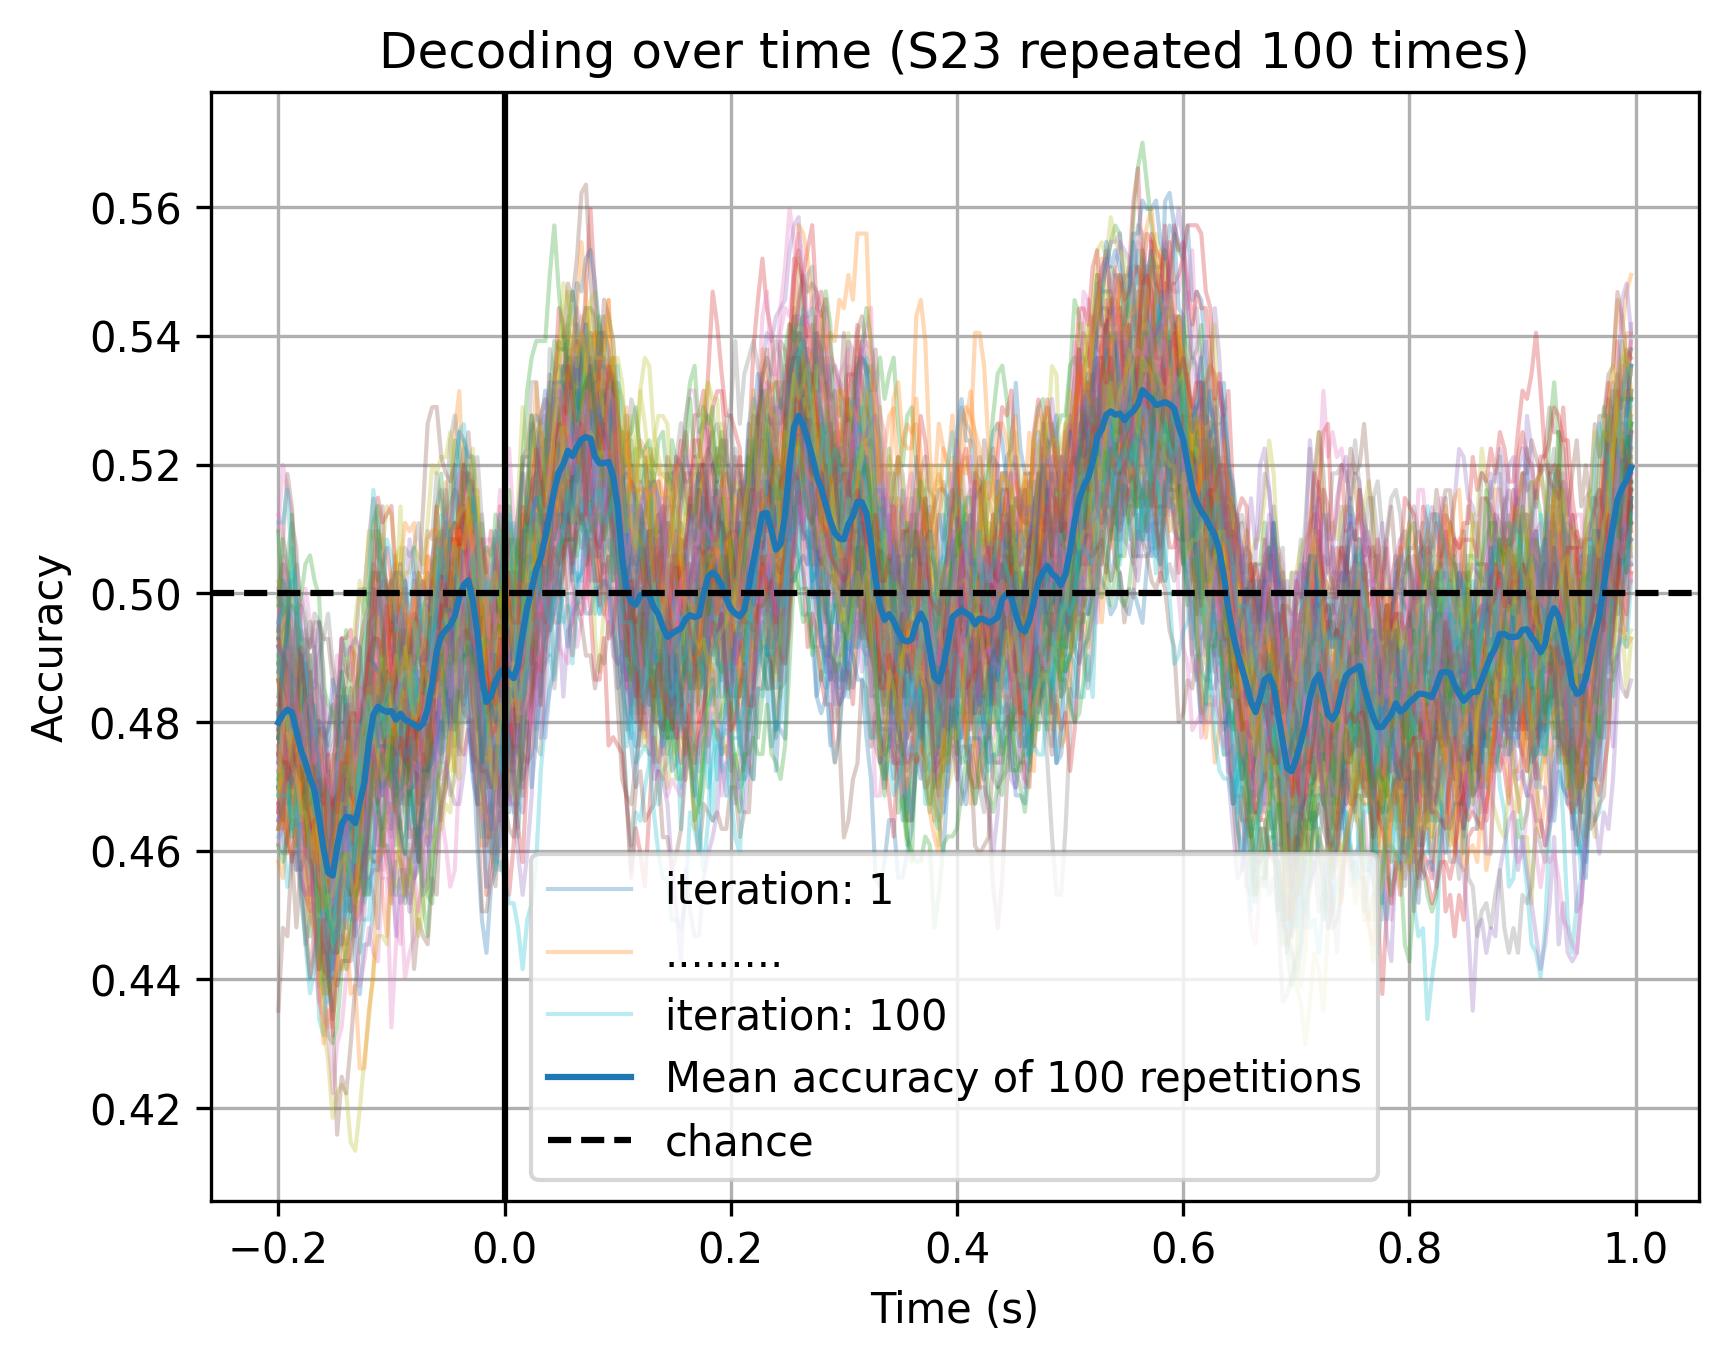 Decoding over time (S23 repeated 100 times)
Accuracy
0.56
0.54
0.52
0.50
0.48
0.46
0.44
0.42
iteration: 1
.........
iteration: 100
Mean accuracy of 100 repetitions
chance
−0.2 0.0 0.2 0.4 0.6 0.8 1.0
Time (s)